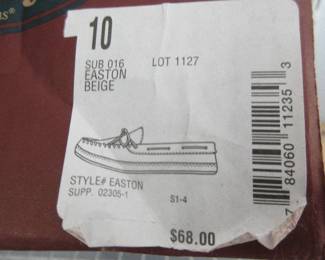 10
SUB 016 LOT 1127
EASTON
BEIGE
STYLE# EASTON
SUPP. 02305-1 S1-4
$68.00
7 84060 11235 3